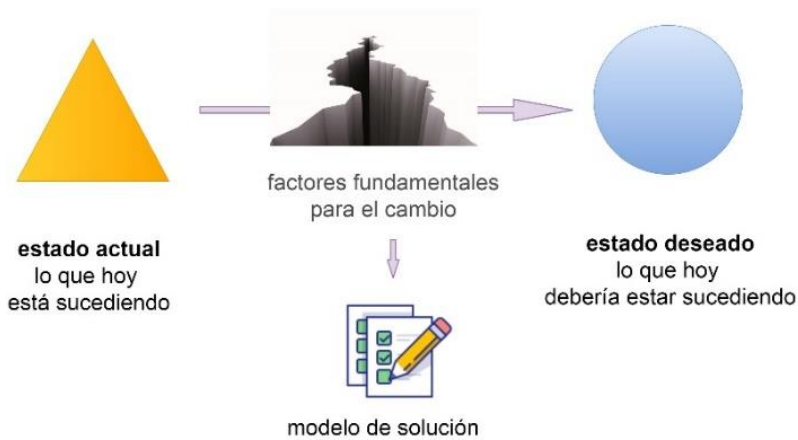 factores fundamentales
para el cambio
estado actual
lo que hoy
está sucediendo
estado deseado
lo que hoy
debería estar sucediendo
modelo de solución